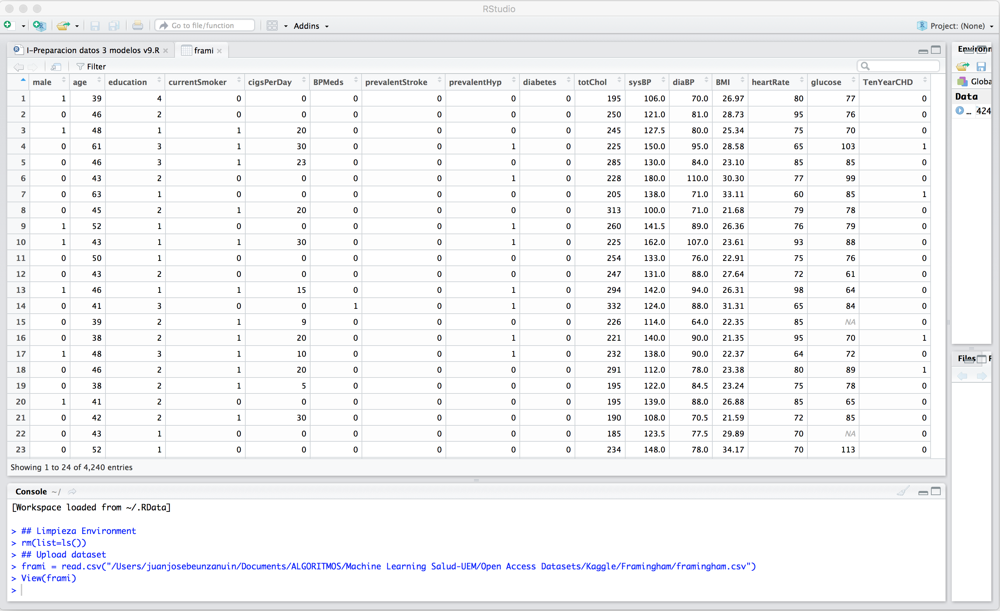 RStudio
Go to file/function Addins Project: (None)
I-Preparacion datos 3 modelos v9.R frami
Filter
male age education currentSmoker cigsPerDay BPMeds prevalentStroke prevalentHyp diabetes totChol sysBP diaBP BMI heartRate glucose TenYearCHD
1 1 39 4 0 0 0 0 0 0 195 106.0 70.0 26.97 80 77 0
2 0 46 2 0 0 0 0 0 0 250 121.0 81.0 28.73 95 76 0
3 1 48 1 1 20 0 0 0 0 245 127.5 80.0 25.34 75 70 0
4 0 61 3 1 30 0 0 1 0 225 150.0 95.0 28.58 65 103 1
5 0 46 3 1 23 0 0 0 0 285 130.0 84.0 23.10 85 85 0
6 0 43 2 0 0 0 0 1 0 228 180.0 110.0 30.30 77 99 0
7 0 63 1 0 0 0 0 0 0 205 138.0 71.0 33.11 60 85 1
8 0 45 2 1 20 0 0 0 0 313 100.0 71.0 21.68 79 78 0
9 1 52 1 0 0 0 0 1 0 260 141.5 89.0 26.36 76 79 0
10 1 43 1 1 30 0 0 1 0 225 162.0 107.0 23.61 93 88 0
11 0 50 1 0 0 0 0 0 0 254 133.0 76.0 22.91 75 76 0
12 0 43 2 0 0 0 0 0 0 247 131.0 88.0 27.64 72 61 0
13 1 46 1 1 15 0 0 1 0 294 142.0 94.0 26.31 98 64 0
14 0 41 3 0 0 1 0 1 0 332 124.0 88.0 31.31 65 84 0
15 0 39 2 1 9 0 0 0 0 226 114.0 64.0 22.35 85 NA 0
16 0 38 2 1 20 0 0 1 0 221 140.0 90.0 21.35 95 70 1
17 1 48 3 1 10 0 0 1 0 232 138.0 90.0 22.37 64 72 0
18 0 46 2 1 20 0 0 0 0 291 112.0 78.0 23.38 80 89 1
19 0 38 2 1 5 0 0 0 0 195 122.0 84.5 23.24 75 78 0
20 1 41 2 0 0 0 0 0 0 195 139.0 88.0 26.88 85 65 0
21 0 42 2 1 30 0 0 0 0 190 108.0 70.5 21.59 72 85 0
22 0 43 1 0 0 0 0 0 0 185 123.5 77.5 29.89 70 NA 0
23 0 52 1 0 0 0 0 0 0 234 148.0 78.0 34.17 70 113 0
Showing 1 to 24 of 4,240 entries
Console ~/
[Workspace loaded from ~/.RData]
> ## Limpieza Environment
> rm(list=ls())
> ## Upload dataset
> frami = read.csv("/Users/juanjosebeunzanuin/Documents/ALGORITMOS/Machine Learning Salud-UEM/Open Access Datasets/Kaggle/Framingham/framingham.csv")
> View(frami)
>
Environ
Globa
Data
... 424
Files